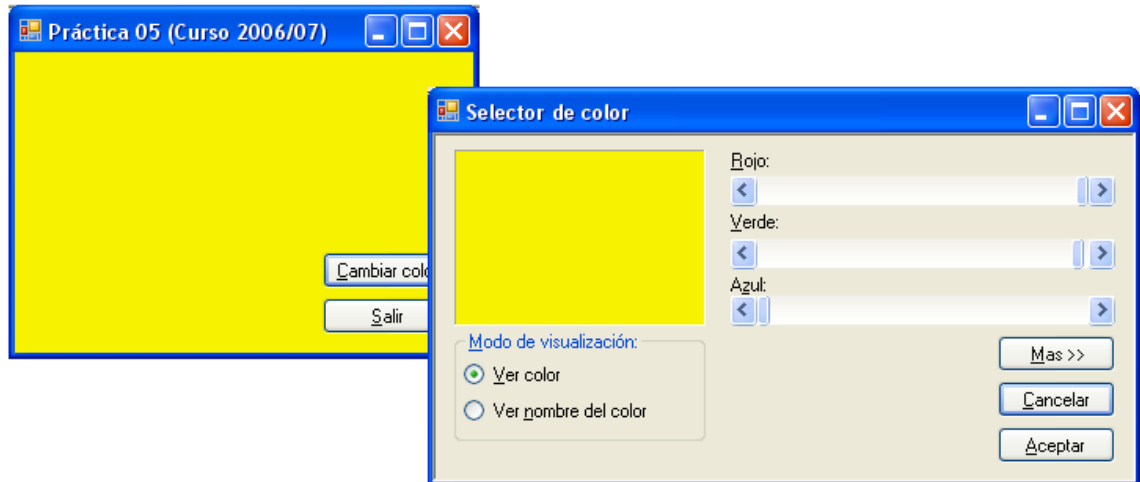 Práctica 05 (Curso 2006/07)
Cambiar colo
Salir
Selector de color
Rojo:
Verde:
Azul:
Modo de visualización:
Ver color
Ver nombre del color
Mas >>
Cancelar
Aceptar